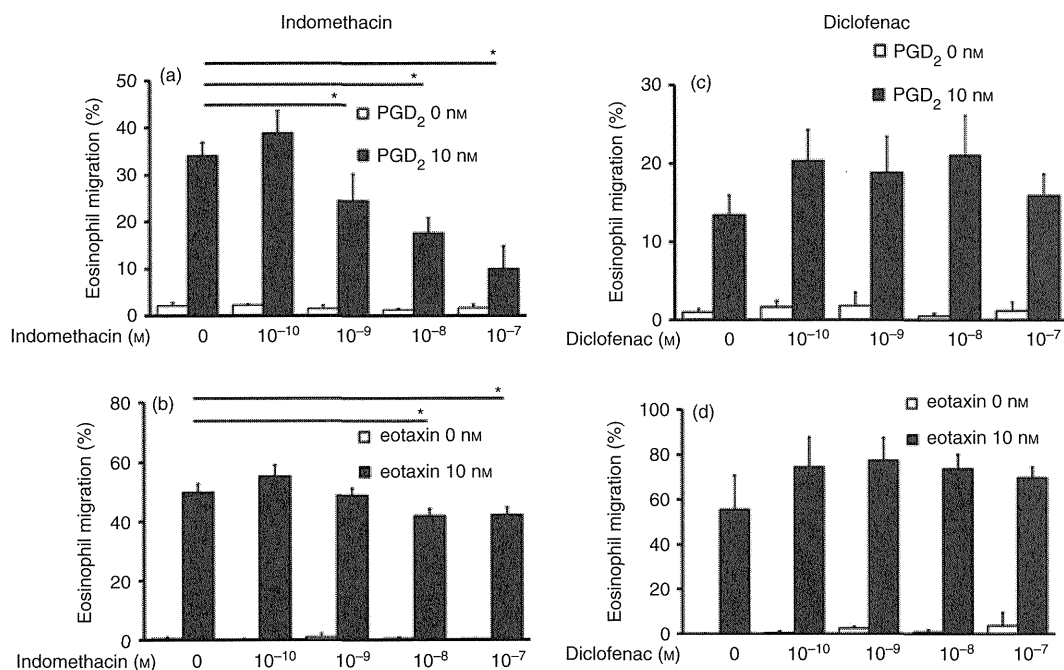 Indomethacin
(a)
Eosinophil migration (%)
50
40
30
20
10
0
*
*
*
PGD₂ 0 nM
PGD₂ 10 nM
Indomethacin (M)
0 10⁻¹⁰ 10⁻⁹ 10⁻⁸ 10⁻⁷
(b)
Eosinophil migration (%)
80
60
40
20
0
*
*
eotaxin 0 nM
eotaxin 10 nM
Indomethacin (M)
0 10⁻¹⁰ 10⁻⁹ 10⁻⁸ 10⁻⁷
Diclofenac
(c)
Eosinophil migration (%)
30
20
10
0
PGD₂ 0 nM
PGD₂ 10 nM
Diclofenac (M)
0 10⁻¹⁰ 10⁻⁹ 10⁻⁸ 10⁻⁷
(d)
Eosinophil migration (%)
100
80
60
40
20
0
eotaxin 0 nM
eotaxin 10 nM
Diclofenac (M)
0 10⁻¹⁰ 10⁻⁹ 10⁻⁸ 10⁻⁷